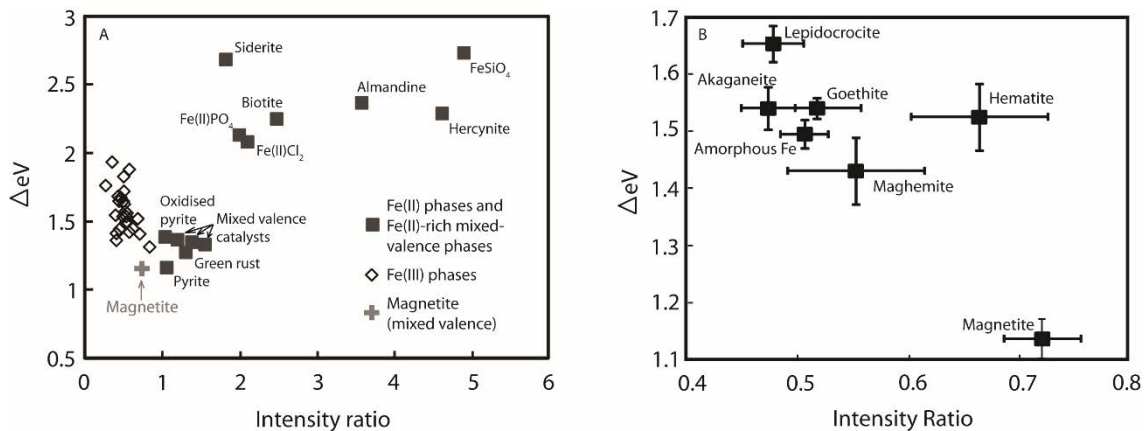 A
3
2.5
2
1.5
1
0.5
ΔeV
0
1
2
3
4
5
6
Intensity ratio
Siderite
FeSiO4
Almandine
Biotite
Fe(II)PO4
Hercynite
Fe(II)Cl2
Oxidised
pyrite
Mixed valence
catalysts
Green rust
Pyrite
Magnetite
Fe(II) phases and
Fe(II)-rich mixed-
valence phases
Fe(III) phases
Magnetite
(mixed valence)
B
1.7
1.6
1.5
1.4
1.3
1.2
1.1
ΔeV
0.4
0.5
0.6
0.7
0.8
Intensity Ratio
Lepidocrocite
Akaganeite
Goethite
Hematite
Amorphous Fe
Maghemite
Magnetite